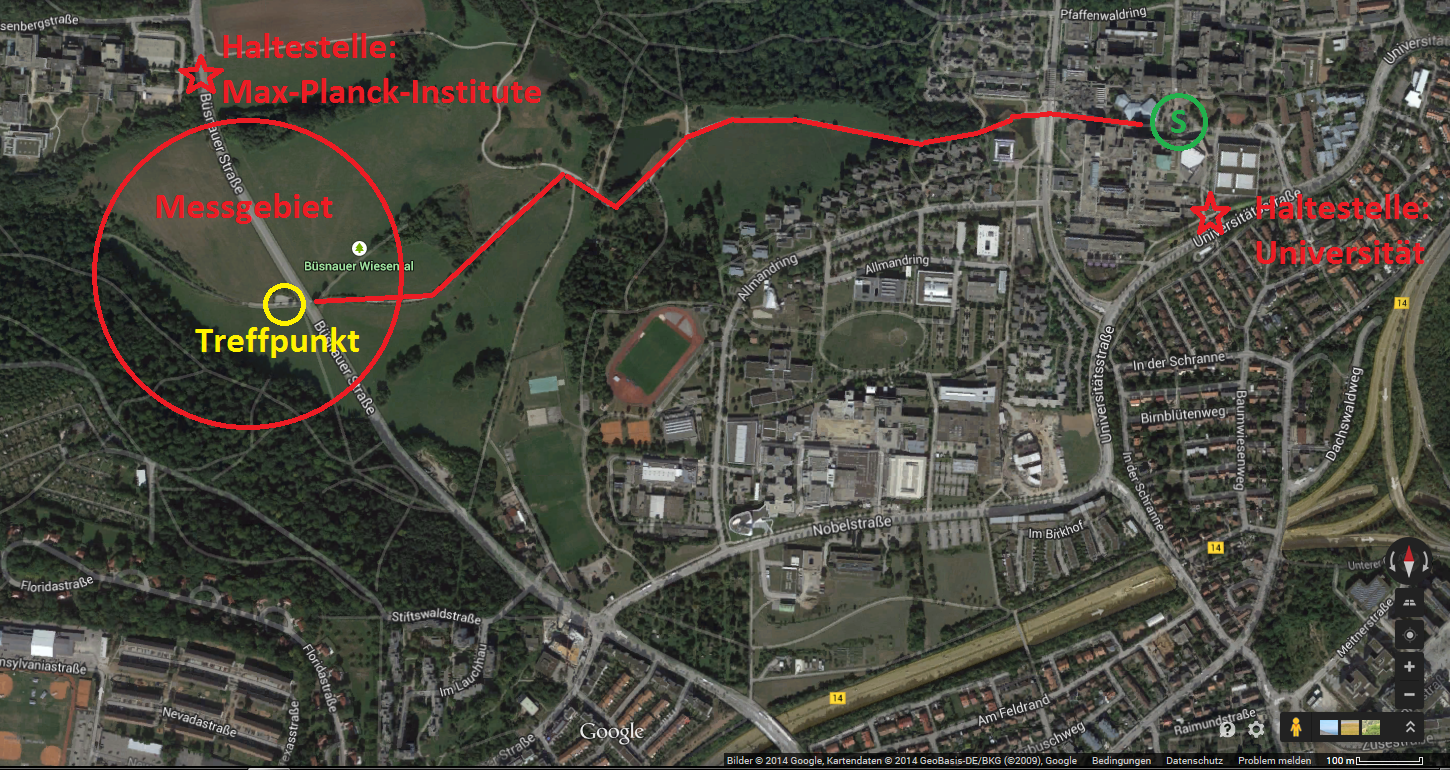 senbergstraße
Pfaffenwaldring
Universitä
Haltestelle:
Max-Planck-Institute
Büsnauer Straße
S
Messgebiet
Haltestelle:
Universität
Universitätsstraße
Büsnauer Wiesental
Allmandring
Allmandring
14
Treffpunkt
Büsnauer Straße
Universitätsstraße
In der Schranne
Birnblütenweg
Baumwiesenweg
Dachswaldweg
In der Schranne
Nobelstraße
Im Birkhof
14
Unterer
Floridastraße
Stiftswaldstraße
Meitnerstraße
nsylvaniastraße
Floridastraße
Im Lauchhau
14
Nevadastraße
exasstraße
Am Feldrand
Raimundstraße
Google
Straße
rbuschweg
Zusestraße
Bilder © 2014 Google, Kartendaten © 2014 GeoBasis-DE/BKG (©2009), Google Bedingungen Datenschutz Problem melden 100 m